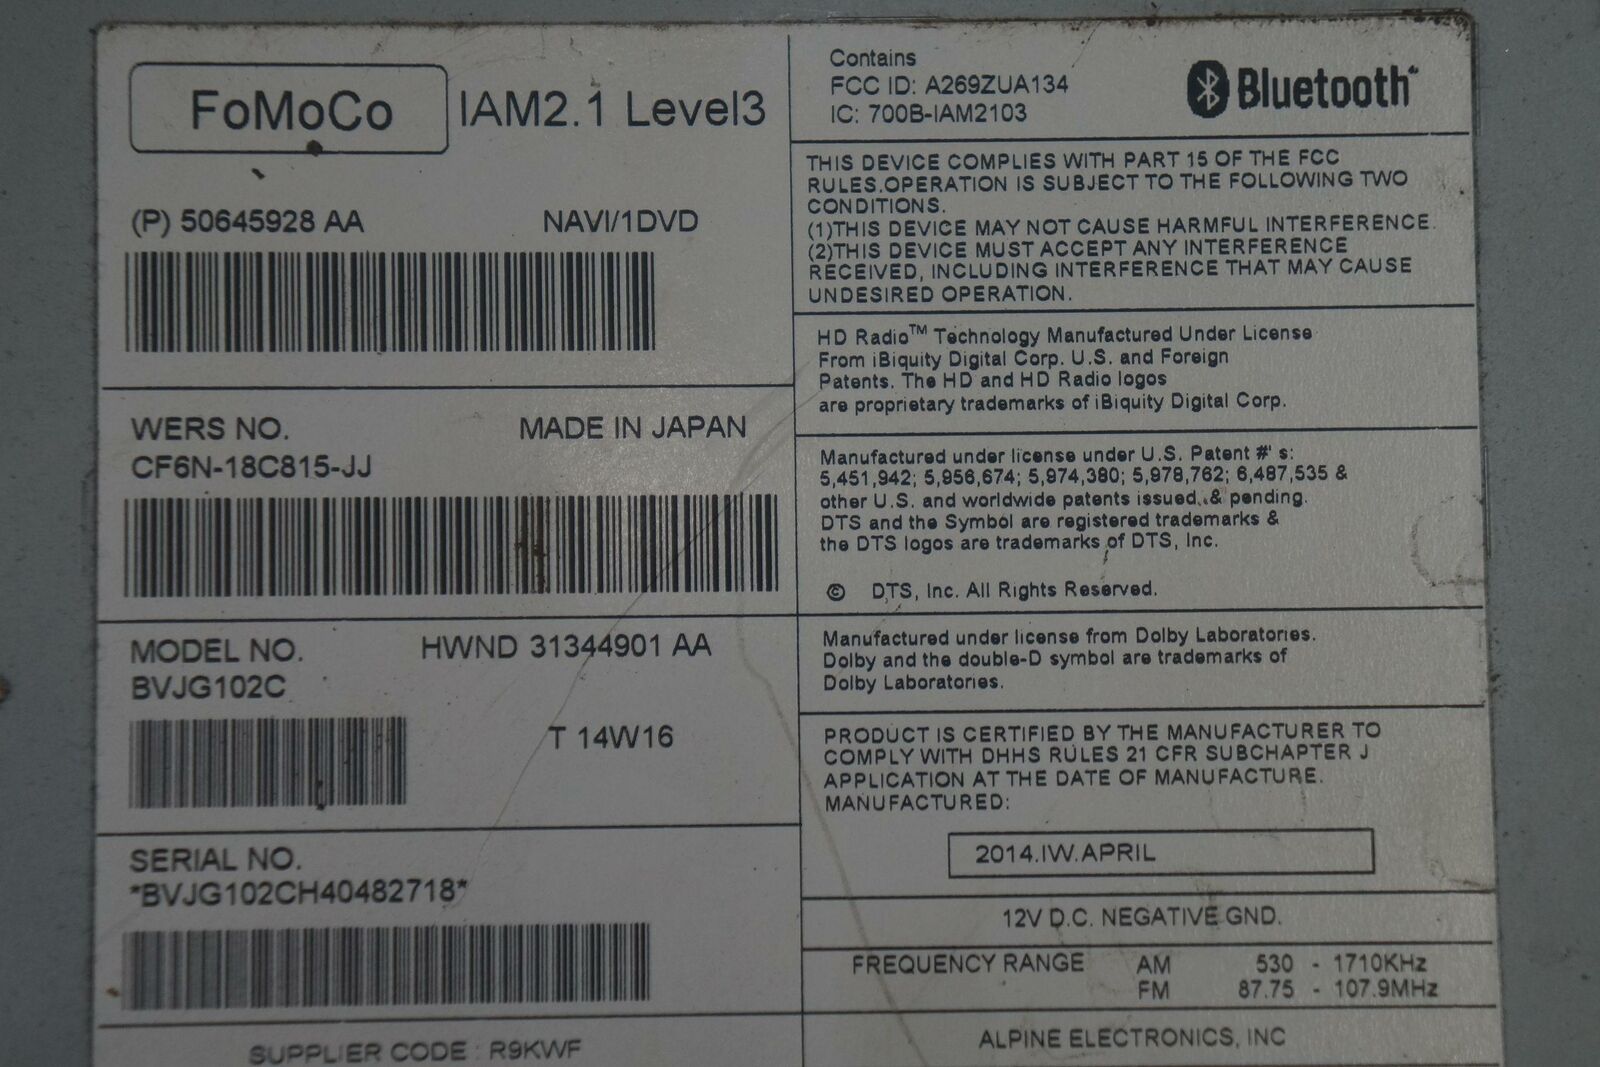 FoMoCo IAM2.1 Level3
(P) 50645928 AA NAVI/1DVD
WERS NO. MADE IN JAPAN
CF6N-18C815-JJ
MODEL NO. HWND 31344901 AA
BVJG102C
T 14W16
SERIAL NO.
*BVJG102CH40482718*
SUPPLIER CODE : R9KWF
Contains
FCC ID: A269ZUA134
IC: 700B-IAM2103
Bluetooth™
THIS DEVICE COMPLIES WITH PART 15 OF THE FCC
RULES.OPERATION IS SUBJECT TO THE FOLLOWING TWO
CONDITIONS.
(1)THIS DEVICE MAY NOT CAUSE HARMFUL INTERFERENCE.
(2)THIS DEVICE MUST ACCEPT ANY INTERFERENCE
RECEIVED, INCLUDING INTERFERENCE THAT MAY CAUSE
UNDESIRED OPERATION.
HD Radio™ Technology Manufactured Under License
From iBiquity Digital Corp. U.S. and Foreign
Patents. The HD and HD Radio logos
are proprietary trademarks of iBiquity Digital Corp.
Manufactured under license under U.S. Patent #' s:
5,451,942; 5,956,674; 5,974,380; 5,978,762; 6,487,535 &
other U.S. and worldwide patents issued. & pending.
DTS and the Symbol are registered trademarks &
the DTS logos are trademarks of DTS, Inc.
© DTS, Inc. All Rights Reserved.
Manufactured under license from Dolby Laboratories.
Dolby and the double-D symbol are trademarks of
Dolby Laboratories.
PRODUCT IS CERTIFIED BY THE MANUFACTURER TO
COMPLY WITH DHHS RULES 21 CFR SUBCHAPTER J
APPLICATION AT THE DATE OF MANUFACTURE.
MANUFACTURED:
2014.IW.APRIL
12V D.C. NEGATIVE GND.
FREQUENCY RANGE AM 530 - 1710KHz
FM 87.75 - 107.9MHz
ALPINE ELECTRONICS, INC